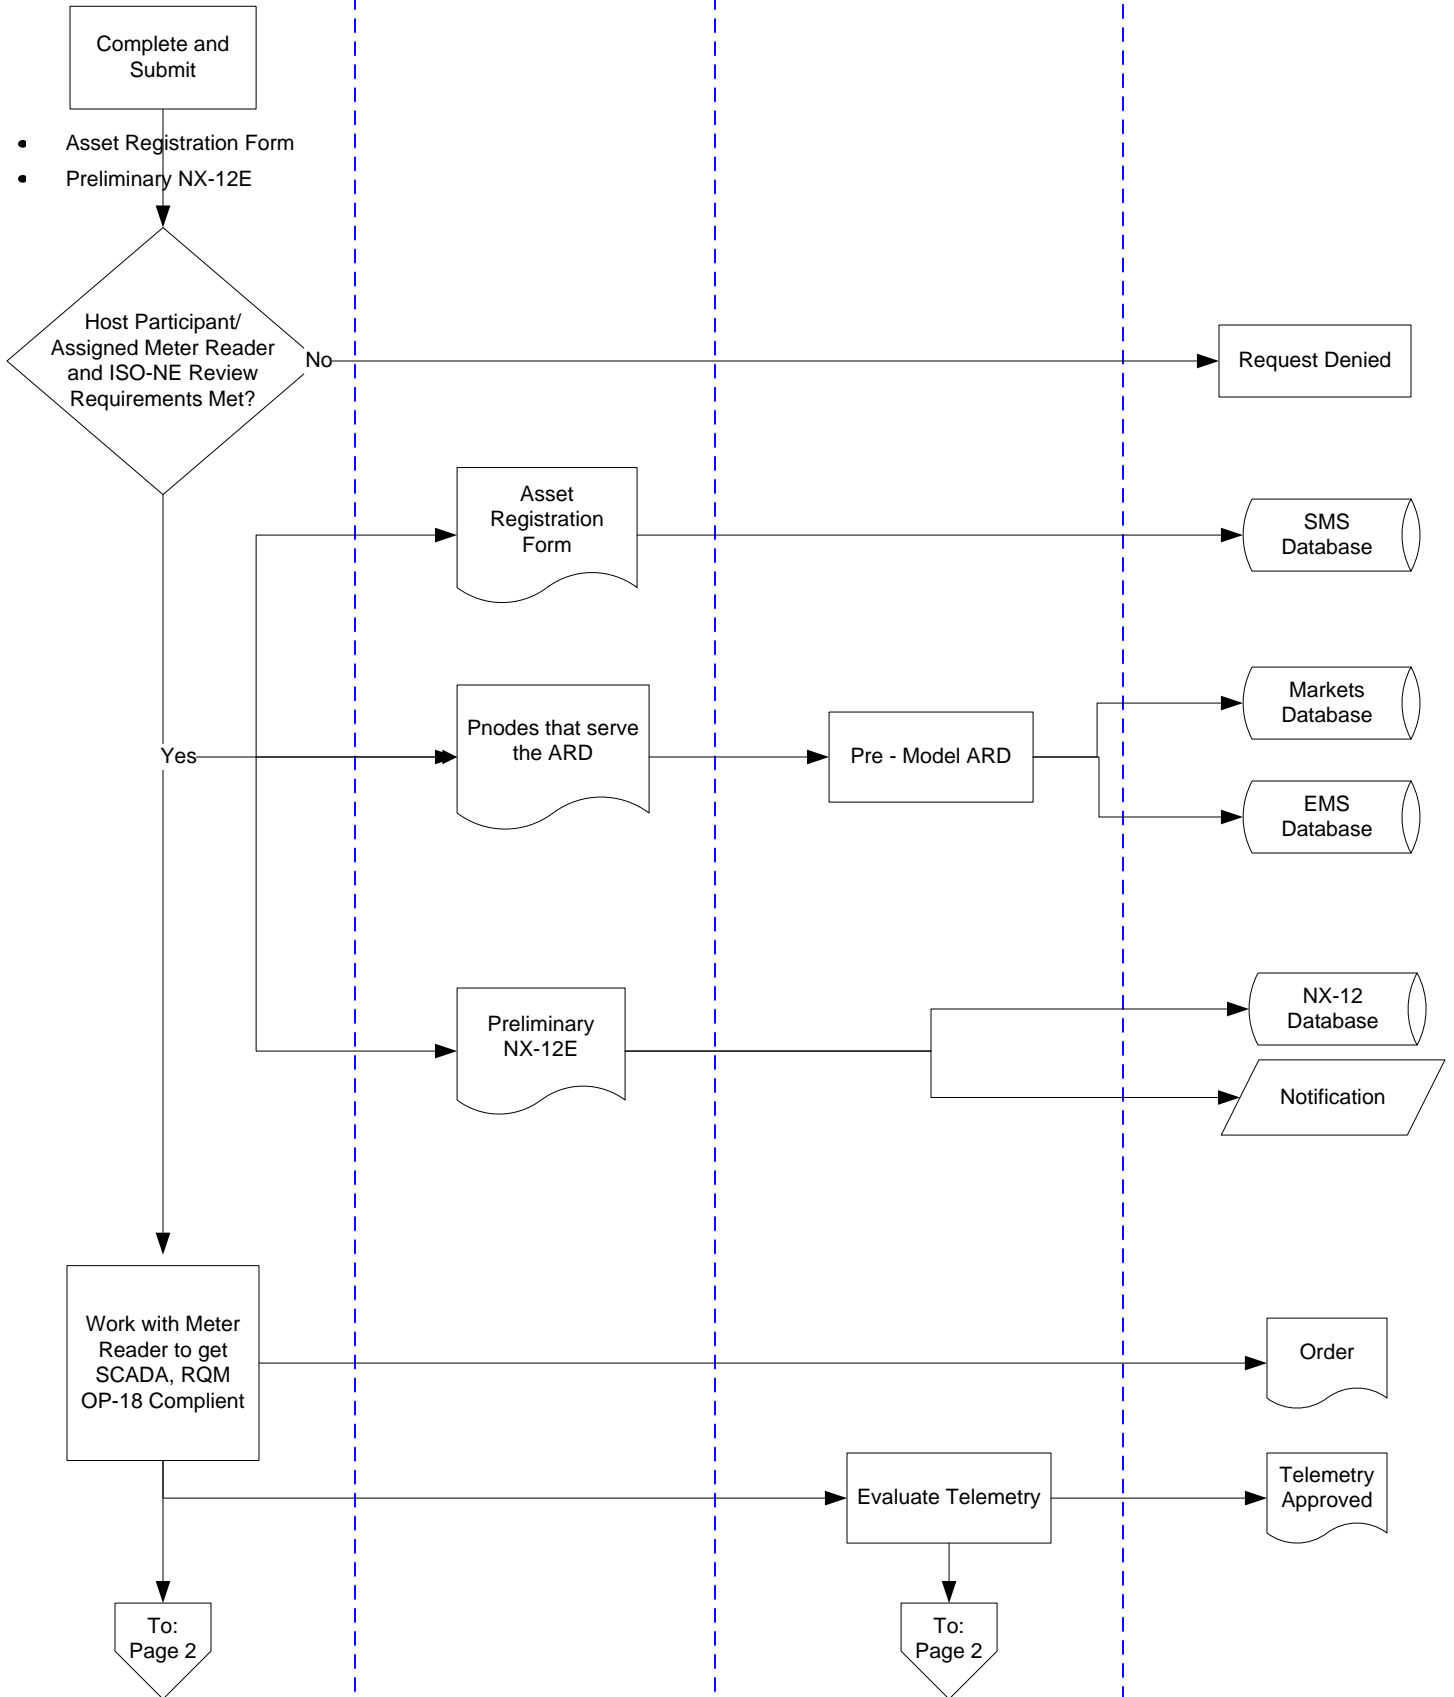 Complete and
Submit
• Asset Registration Form
• Preliminary NX-12E
Host Participant/
Assigned Meter Reader
and ISO-NE Review
Requirements Met?
No
Request Denied
Asset
Registration
Form
SMS
Database
Yes
Pnodes that serve
the ARD
Pre - Model ARD
Markets
Database
EMS
Database
Preliminary
NX-12E
NX-12
Database
Notification
Work with Meter
Reader to get
SCADA, RQM
OP-18 Complient
Order
Evaluate Telemetry
Telemetry
Approved
To:
Page 2
To:
Page 2